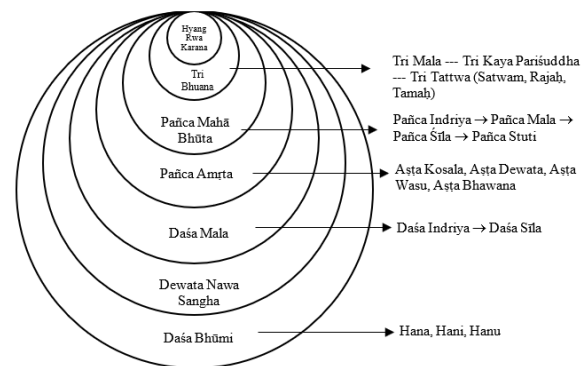 Hyang
Rwa
Karana
Tri
Bhuana
Pañca Mahā
Bhūta
Pañca Amṛta
Daśa Mala
Dewata Nawa
Sangha
Daśa Bhūmi
Tri Mala --- Tri Kaya Pariśuddha
--- Tri Tattwa (Satwam, Rajaḥ,
Tamaḥ)
Pañca Indriya → Pañca Mala →
Pañca Śīla → Pañca Stuti
Aṣṭa Kosala, Aṣṭa Dewata, Aṣṭa
Wasu, Aṣṭa Bhawana
Daśa Indriya → Daśa Sīla
Hana, Hani, Hanu